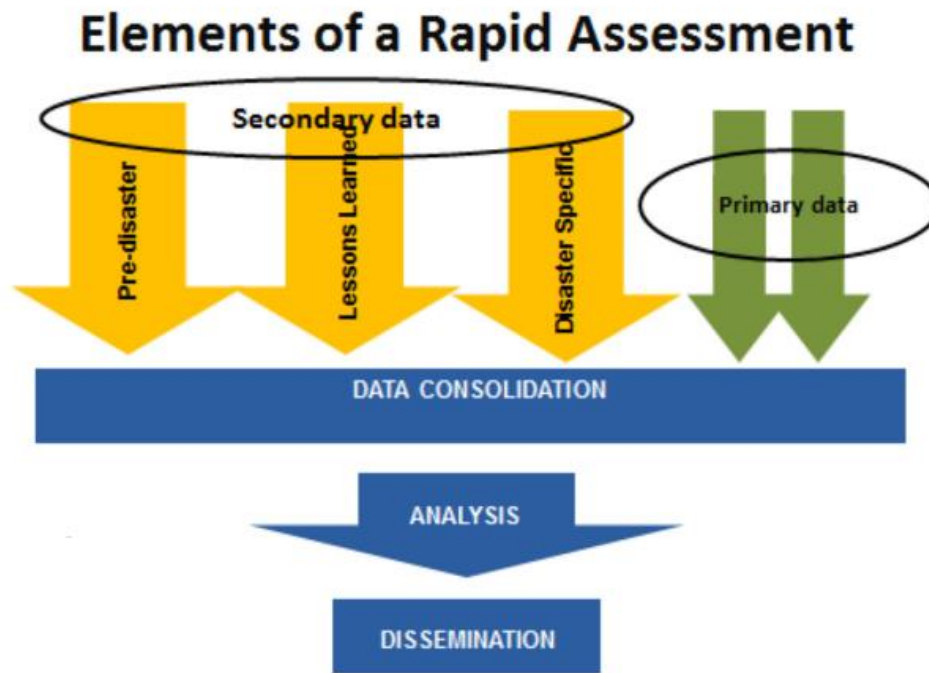 Elements of a Rapid Assessment
Secondary data
Pre-disaster
Lessons Learned
Disaster Specific
Primary data
DATA CONSOLIDATION
ANALYSIS
DISSEMINATION